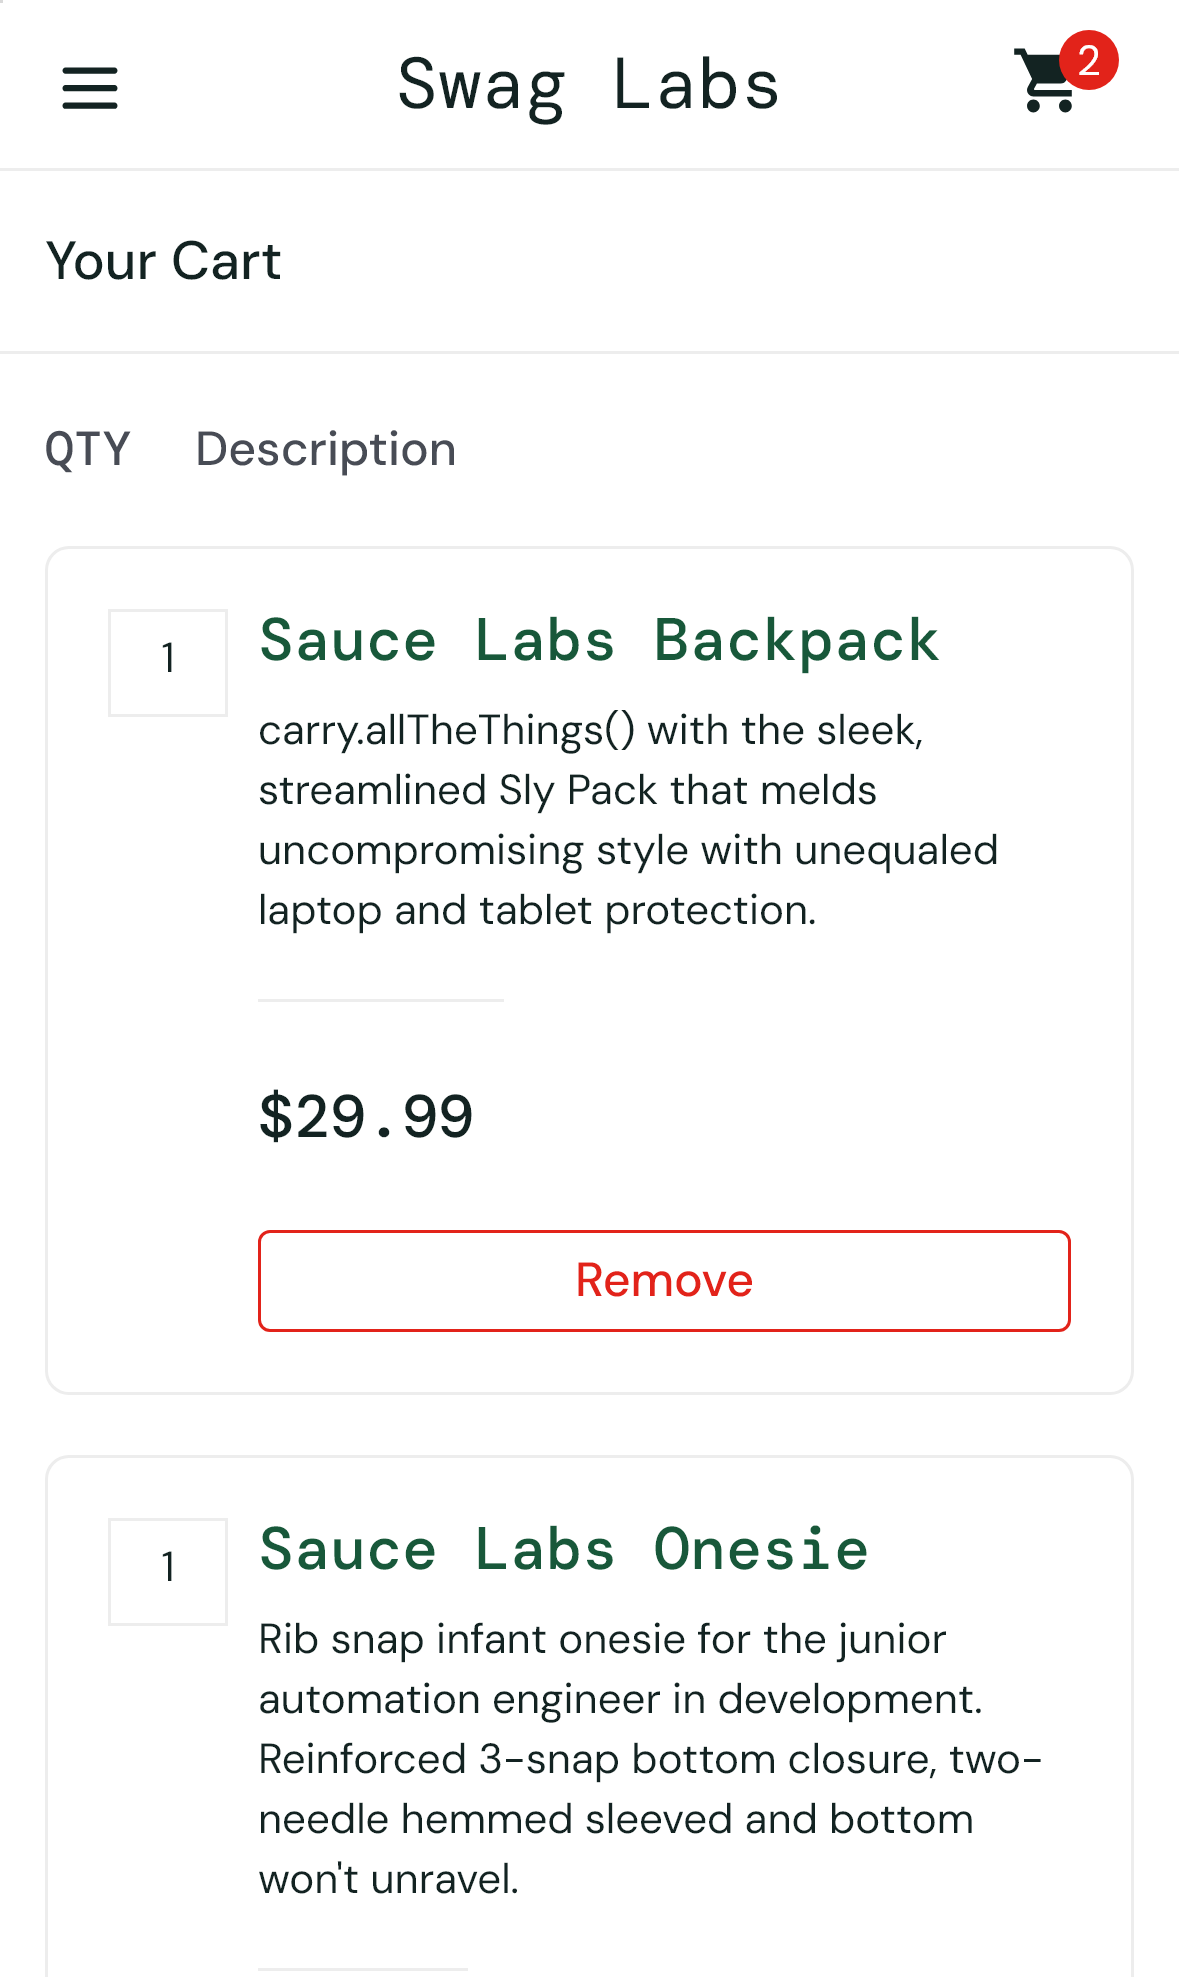 Swag Labs
2
Your Cart
QTY Description
1
Sauce Labs Backpack
carry.allTheThings() with the sleek,
streamlined Sly Pack that melds
uncompromising style with unequaled
laptop and tablet protection.
$29.99
Remove
1
Sauce Labs Onesie
Rib snap infant onesie for the junior
automation engineer in development.
Reinforced 3-snap bottom closure, two-
needle hemmed sleeved and bottom
won't unravel.